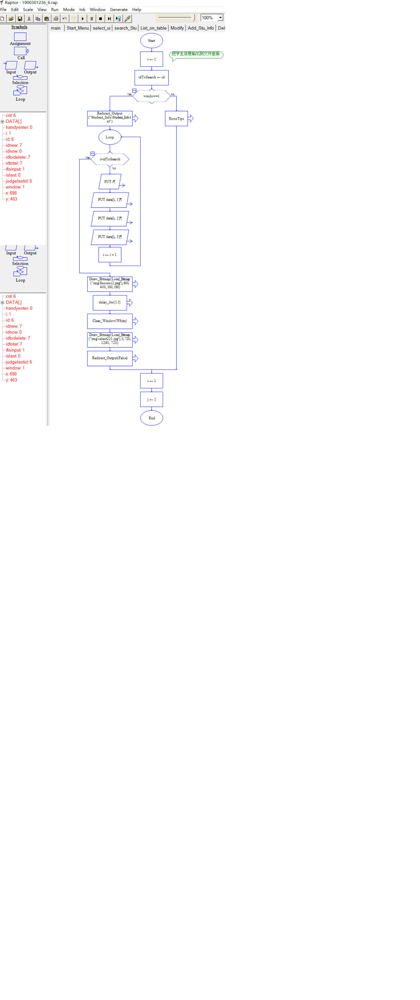 Raptor - 1900301236_6.rap
File Edit Scale View Run Mode Ink Window Generate Help
100%
Symbols
main Start_Menu select_ui search_Stu List_on_table Modify Add_Stu_Info Del
Assignment
Call
Input Output
Selection
Loop
cnt: 6
DATA[,]
handyenter: 0
i: 1
id: 6
idnew: 7
idnow: 0
idtodelete: 7
idtotal: 7
ifisinput: 1
islast: 0
judgelastid: 6
window: 1
x: 698
y: 463
Input Output
Selection
Loop
cnt: 6
DATA[,]
handyenter: 0
i: 1
id: 6
idnew: 7
idnow: 0
idtodelete: 7
idtotal: 7
ifisinput: 1
islast: 0
judgelastid: 6
window: 1
x: 698
y: 463
Start
把学生信息输出到文件里面
i ← 1
idToSearch ← id
Yes
window=1
No
Redirect_Output
("Student_Info\Student_Info.t
xt")
ErrorTips
Loop
Yes
i>idToSearch
No
PUT i¶
PUT data[i, 1]¶
PUT data[i, 2]¶
PUT data[i, 3]¶
i ← i + 1
Draw_Bitmap(Load_Bitmap
("img\Success2.png"), 600,
400, 300, 180)
delay_for(1.5)
Clear_Window(White)
Draw_Bitmap(Load_Bitmap
("img\select221.jpg"), 0, 720,
1280, 720)
Redirect_Output(False)
i ← 1
j ← 1
End